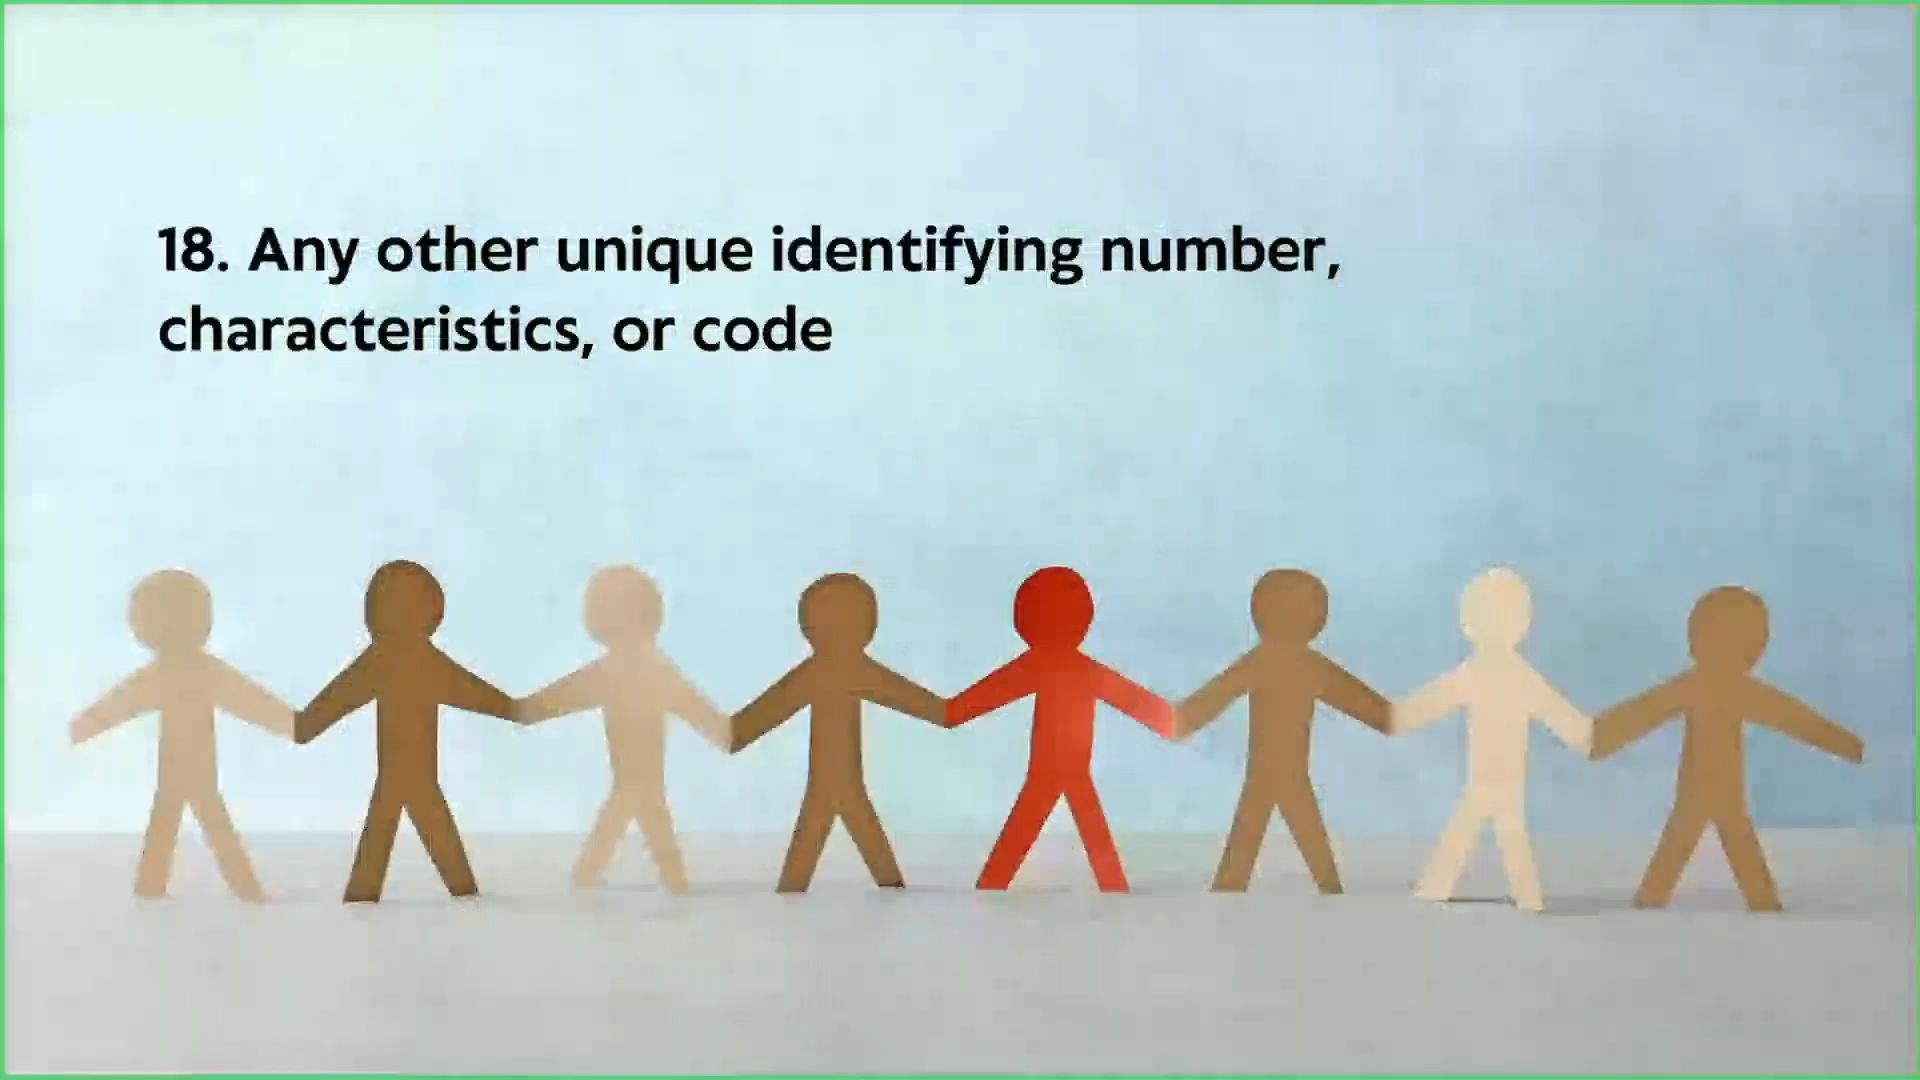 18. Any other unique identifying number,
characteristics, or code